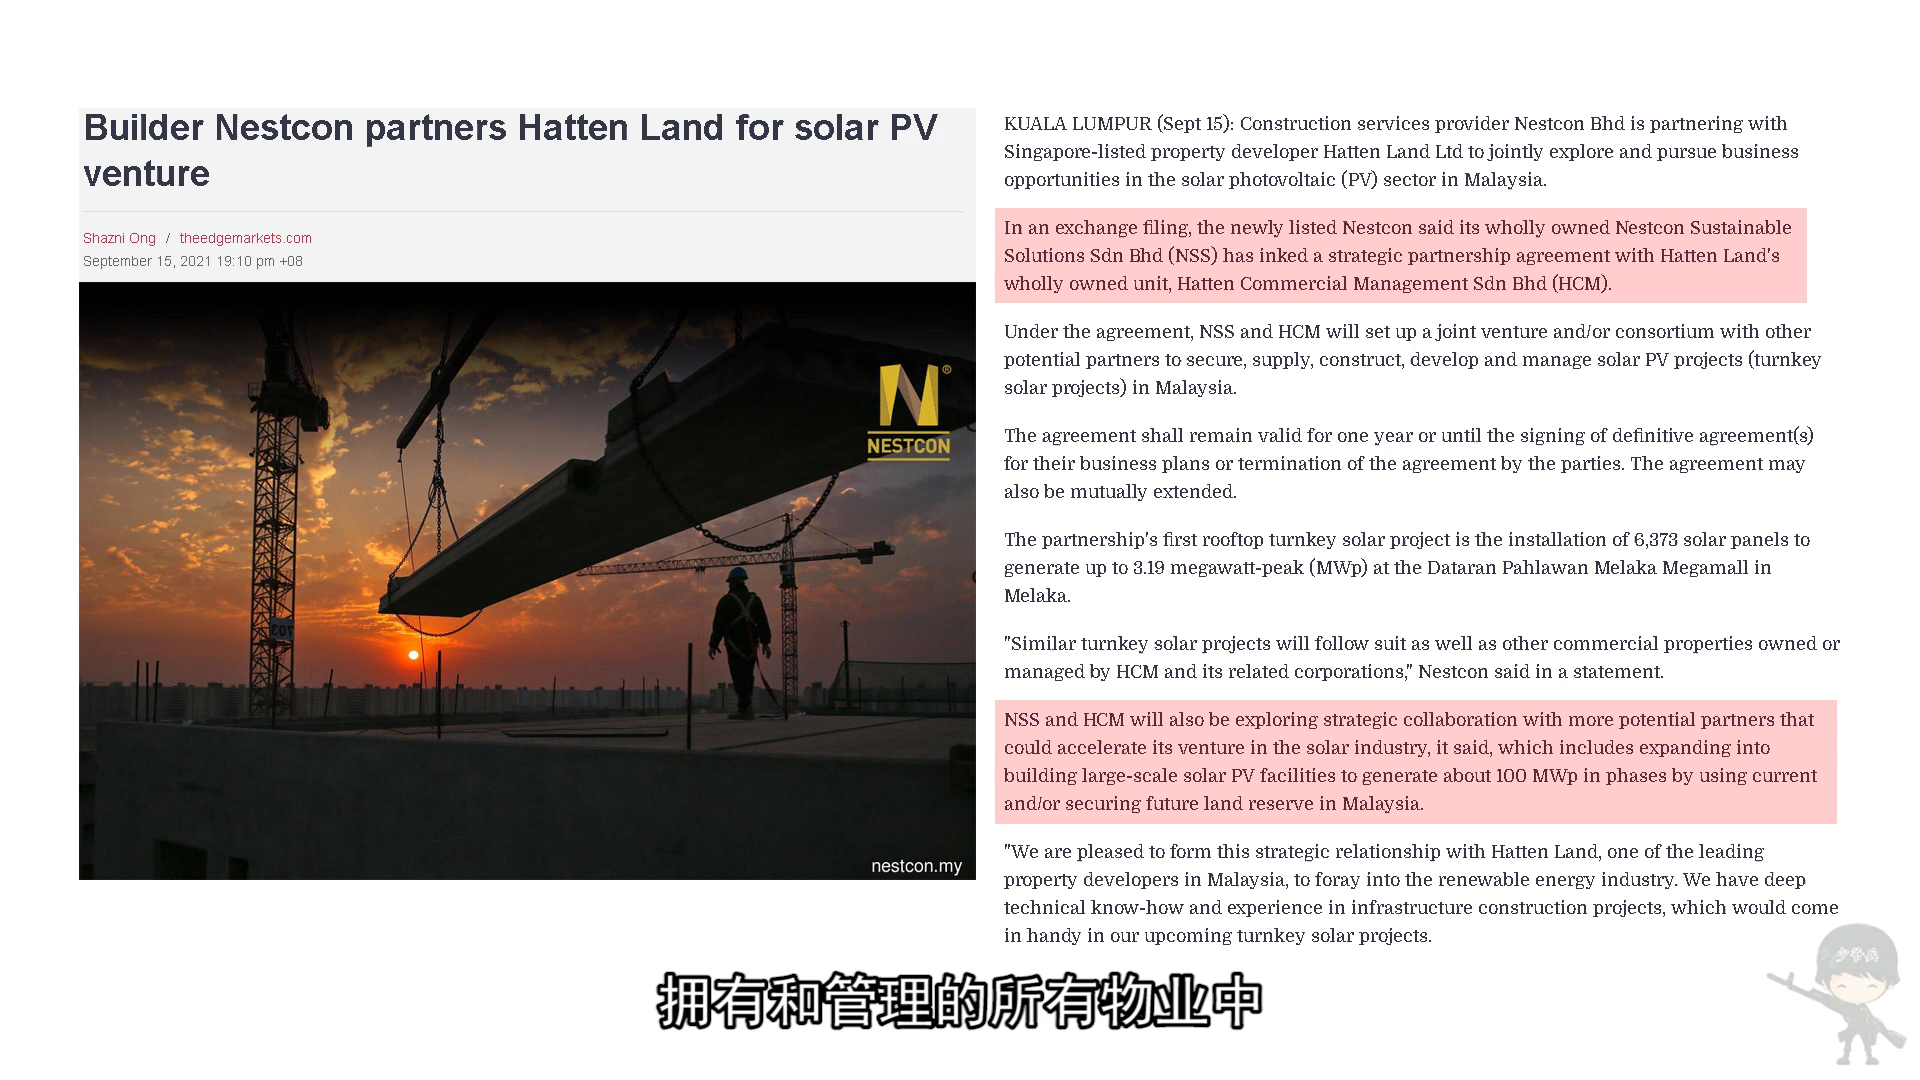 Builder Nestcon partners Hatten Land for solar PV
venture
Shazni Ong / theedgemarkets.com
September 15, 2021 19:10 pm +08
N®
NESTCON
703
nestcon.my
KUALA LUMPUR (Sept 15): Construction services provider Nestcon Bhd is partnering with
Singapore-listed property developer Hatten Land Ltd to jointly explore and pursue business
opportunities in the solar photovoltaic (PV) sector in Malaysia.
In an exchange filing, the newly listed Nestcon said its wholly owned Nestcon Sustainable
Solutions Sdn Bhd (NSS) has inked a strategic partnership agreement with Hatten Land's
wholly owned unit, Hatten Commercial Management Sdn Bhd (HCM).
Under the agreement, NSS and HCM will set up a joint venture and/or consortium with other
potential partners to secure, supply, construct, develop and manage solar PV projects (turnkey
solar projects) in Malaysia.
The agreement shall remain valid for one year or until the signing of definitive agreement(s)
for their business plans or termination of the agreement by the parties. The agreement may
also be mutually extended.
The partnership's first rooftop turnkey solar project is the installation of 6,373 solar panels to
generate up to 3.19 megawatt-peak (MWp) at the Dataran Pahlawan Melaka Megamall in
Melaka.
"Similar turnkey solar projects will follow suit as well as other commercial properties owned or
managed by HCM and its related corporations," Nestcon said in a statement.
NSS and HCM will also be exploring strategic collaboration with more potential partners that
could accelerate its venture in the solar industry, it said, which includes expanding into
building large-scale solar PV facilities to generate about 100 MWp in phases by using current
and/or securing future land reserve in Malaysia.
"We are pleased to form this strategic relationship with Hatten Land, one of the leading
property developers in Malaysia, to foray into the renewable energy industry. We have deep
technical know-how and experience in infrastructure construction projects, which would come
in handy in our upcoming turnkey solar projects.
拥有和管理的所有物业中